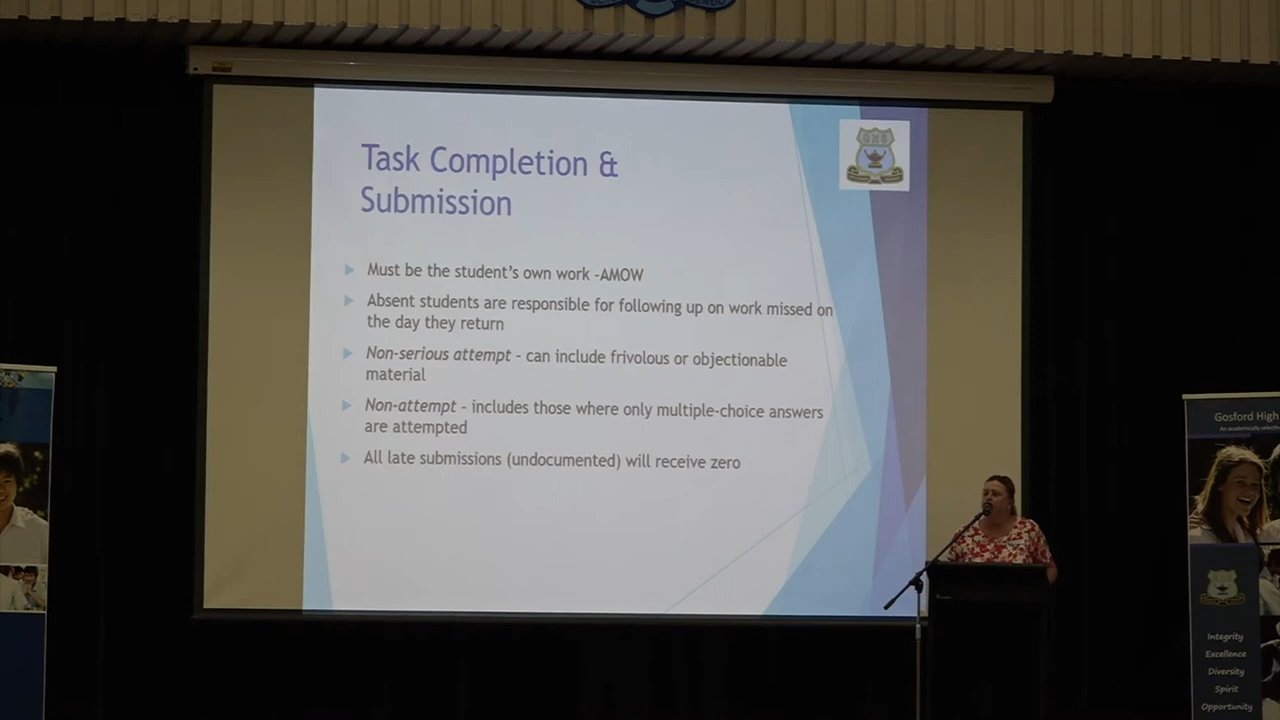 Task Completion &
Submission
Must be the student's own work -AMOW
Absent students are responsible for following up on work missed on
the day they return
Non-serious attempt - can include frivolous or objectionable
material
Non-attempt - includes those where only multiple-choice answers
are attempted
All late submissions (undocumented) will receive zero
GHS
Gosford High
An academically
Integrity
Excellence
Diversity
Spirit
Opportunity